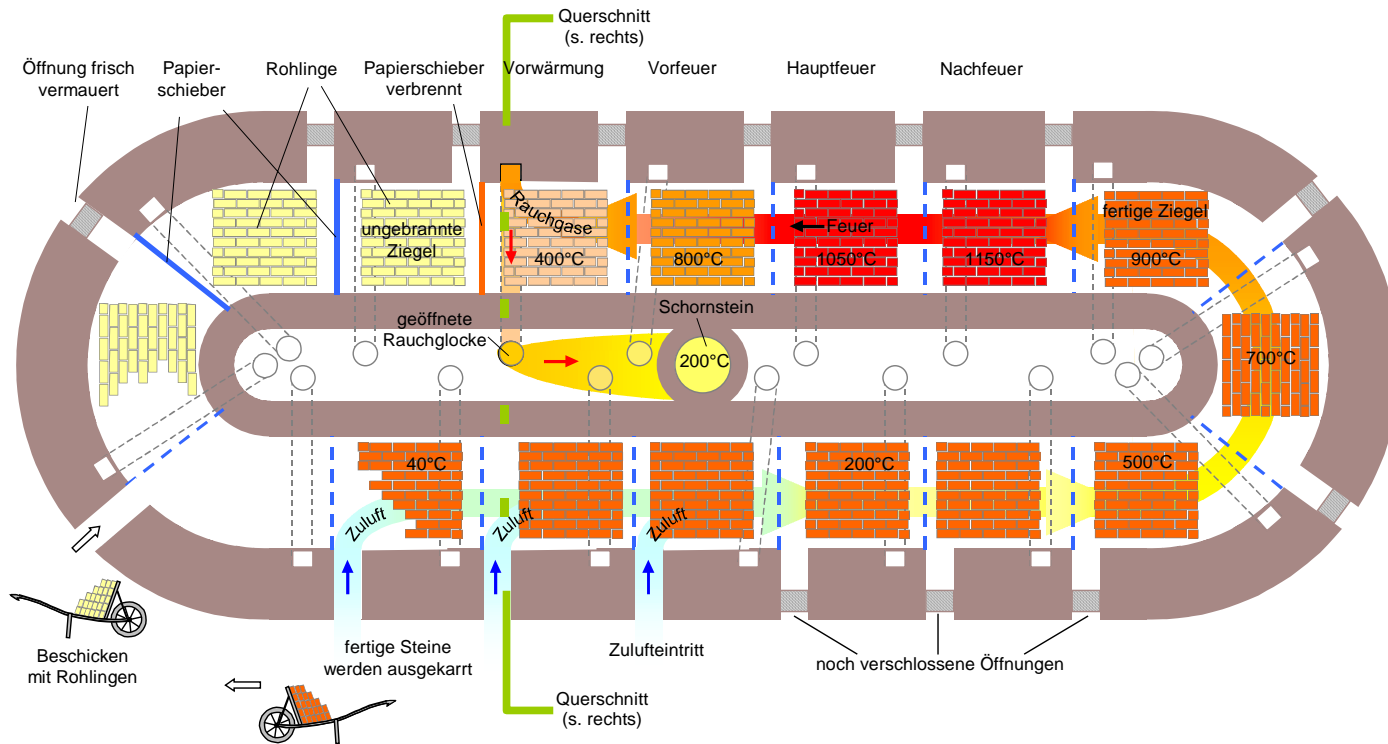 Querschnitt
(s. rechts)
Öffnung frisch
vermauert
Papier-
schieber
Rohlinge
Papierschieber
verbrennt
Vorwärmung
Vorfeuer
Hauptfeuer
Nachfeuer
ungebrannte
Ziegel
Rauchgase
400°C
800°C
Feuer
1050°C
1150°C
fertige Ziegel
900°C
geöffnete
Rauchglocke
Schornstein
200°C
700°C
40°C
200°C
500°C
Zuluft
Zuluft
Zuluft
Beschicken
mit Rohlingen
fertige Steine
werden ausgekarrt
Zulufteintritt
noch verschlossene Öffnungen
Querschnitt
(s. rechts)